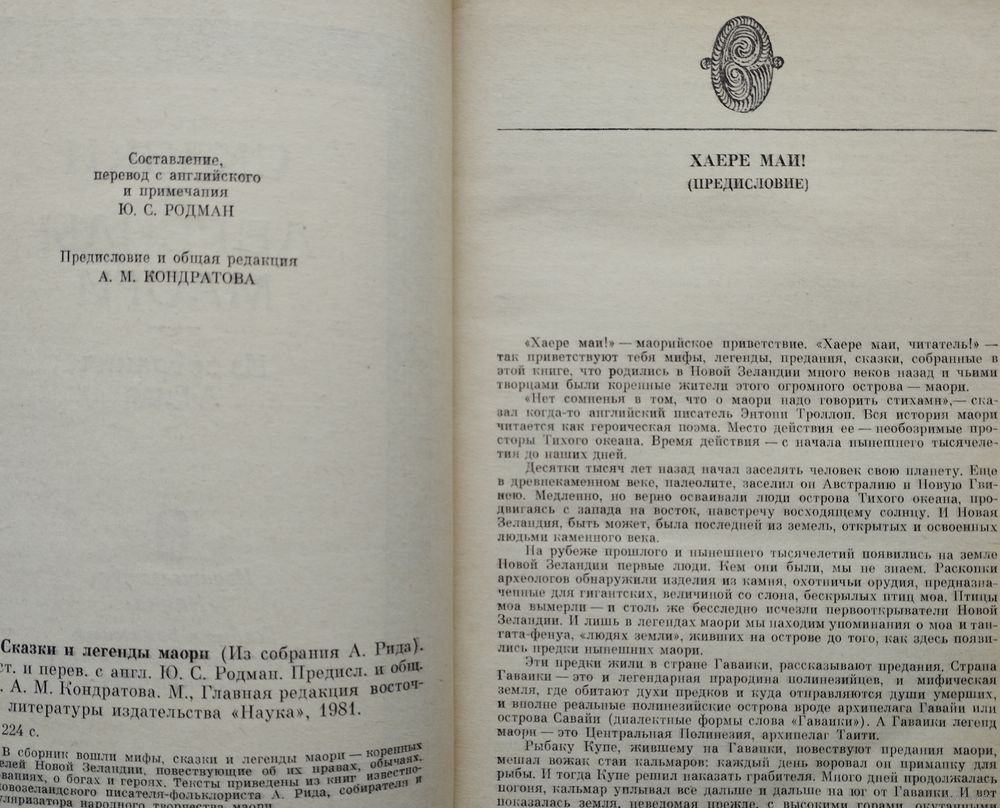 Составление,
перевод с английского
и примечания
Ю. С. РОДМАН
Предисловие и общая редакция
А. М. КОНДРАТОВА
Сказки и легенды маори (Из собрания А. Рида).
ст. и перев. с англ. Ю. С. Родман. Предисл. и общ.
А. М. Кондратова. М., Главная редакция восточ-
литературы издательства «Наука», 1981.
224 с.
В сборник вошли мифы, сказки и легенды маори — коренных
елей Новой Зеландии, повествующие об их нравах, обычаях,
ваниях, о богах и героях. Тексты приведены из книг известно-
овозеландского писателя-фольклориста А. Рида, собирателя и
уляризатора народного творчества маори
ХАЕРЕ МАИ!
(ПРЕДИСЛОВИЕ)
«Хаере маи!» — маорийское приветствие. «Хаере маи, читатель!» —
так приветствуют тебя мифы, легенды, предания, сказки, собранные в
этой книге, что родились в Новой Зеландии много веков назад и чьими
творцами были коренные жители этого огромного острова — маори.
«Нет сомненья в том, что о маори надо говорить стихами»,— ска-
зал когда-то английский писатель Энтони Троллоп. Вся история маори
читается как героическая поэма. Место действия ее — необозримые про-
сторы Тихого океана. Время действия — с начала нынешнего тысячеле-
тия до наших дней.
Десятки тысяч лет назад начал заселять человек свою планету. Еще
в древнекаменном веке, палеолите, заселил он Австралию и Новую Гви-
нею. Медленно, но верно осваивали люди острова Тихого океана, про-
двигаясь с запада на восток, навстречу восходящему солнцу. И Новая
Зеландия, быть может, была последней из земель, открытых и освоенных
людьми каменного века.
На рубеже прошлого и нынешнего тысячелетий появились на земле
Новой Зеландии первые люди. Кем они были, мы не знаем. Раскопки
археологов обнаружили изделия из камня, охотничьи орудия, предназна-
ченные для гигантских, величиной со слона, бескрылых птиц моа. Птицы
моа вымерли — и столь же бесследно исчезли первооткрыватели Новой
Зеландии. И лишь в легендах маори мы находим упоминания о моа и тан-
гата-фенуа, «людях земли», живших на острове до того, как здесь появи-
лись предки нынешних маори.
Эти предки жили в стране Гаваики, рассказывают предания. Страна
Гаваики — это и легендарная прародина полинезийцев, и мифическая
земля, где обитают духи предков и куда отправляются души умерших,
и вполне реальные полинезийские острова вроде архипелага Гавайи или
острова Савайи (диалектные формы слова «Гаваики»). А Гаваики легенд
маори — это Центральная Полинезия, архипелаг Таити.
Рыбаку Купе, жившему на Гаваики, повествуют предания маори,
мешал вожак стаи кальмаров: каждый день воровал он приманку для
рыбы. И тогда Купе решил наказать грабителя. Много дней продолжалась
погоня, кальмар уплывал все дальше и дальше на юг от Гаваики. И вот
показалась земля, неведомая прежде, с высокими горами, окутанными